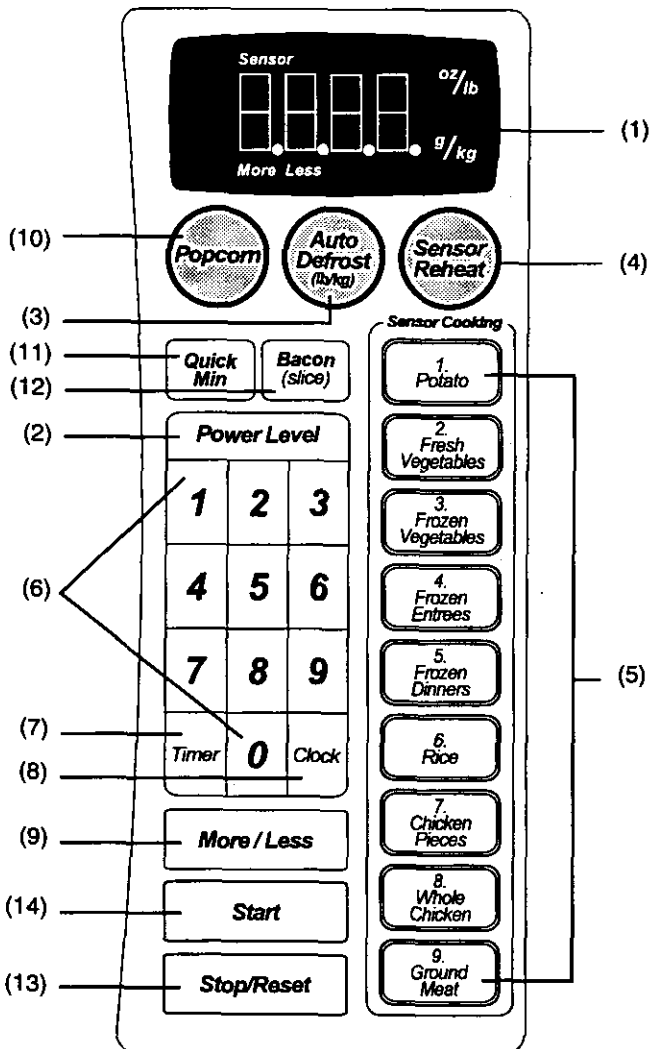 Sensor
oz/lb
g/kg
More Less
(1)
(10)
Popcorn
Auto
Defrost
(lb/kg)
Sensor
Reheat
(4)
(3)
(11)
Quick
Min
Bacon
(slice)
(12)
(2)
Power Level
1 2 3
4 5 6
7 8 9
(6)
(7)
Timer 0 Clock
(8)
(9)
More / Less
(14)
Start
(13)
Stop/Reset
Sensor Cooking
1.
Potato
2.
Fresh
Vegetables
3.
Frozen
Vegetables
4.
Frozen
Entrees
5.
Frozen
Dinners
(5)
6.
Rice
7.
Chicken
Pieces
8.
Whole
Chicken
9.
Ground
Meat